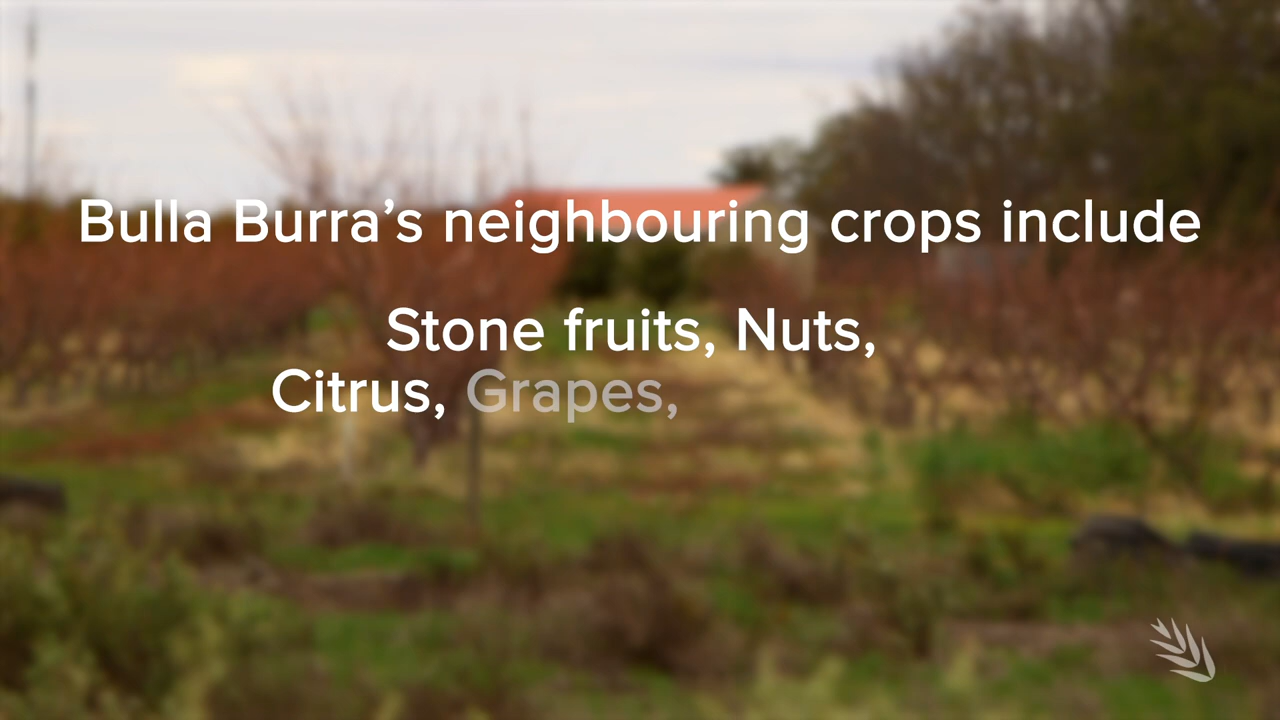 Bulla Burra’s neighbouring crops include
Stone fruits, Nuts,
Citrus, Grapes,